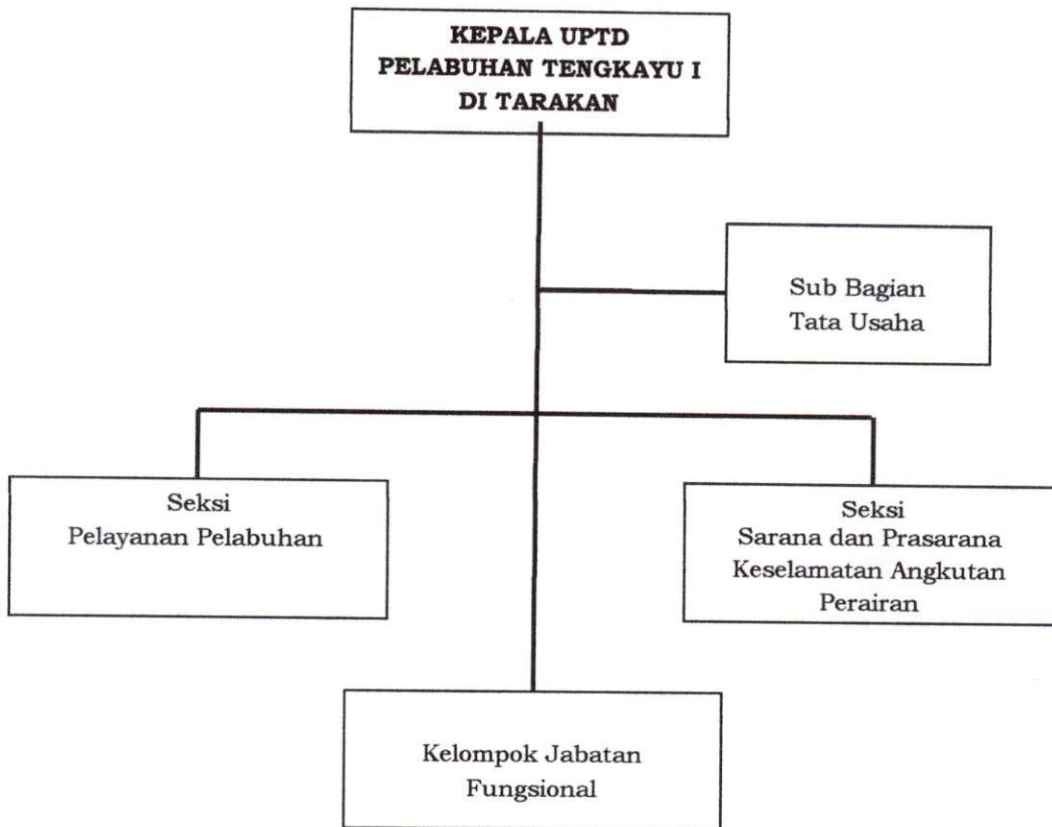 KEPALA UPTD
PELABUHAN TENGKAYU I
DI TARAKAN
Sub Bagian
Tata Usaha
Seksi
Pelayanan Pelabuhan
Seksi
Sarana dan Prasarana
Keselamatan Angkutan
Perairan
Kelompok Jabatan
Fungsional